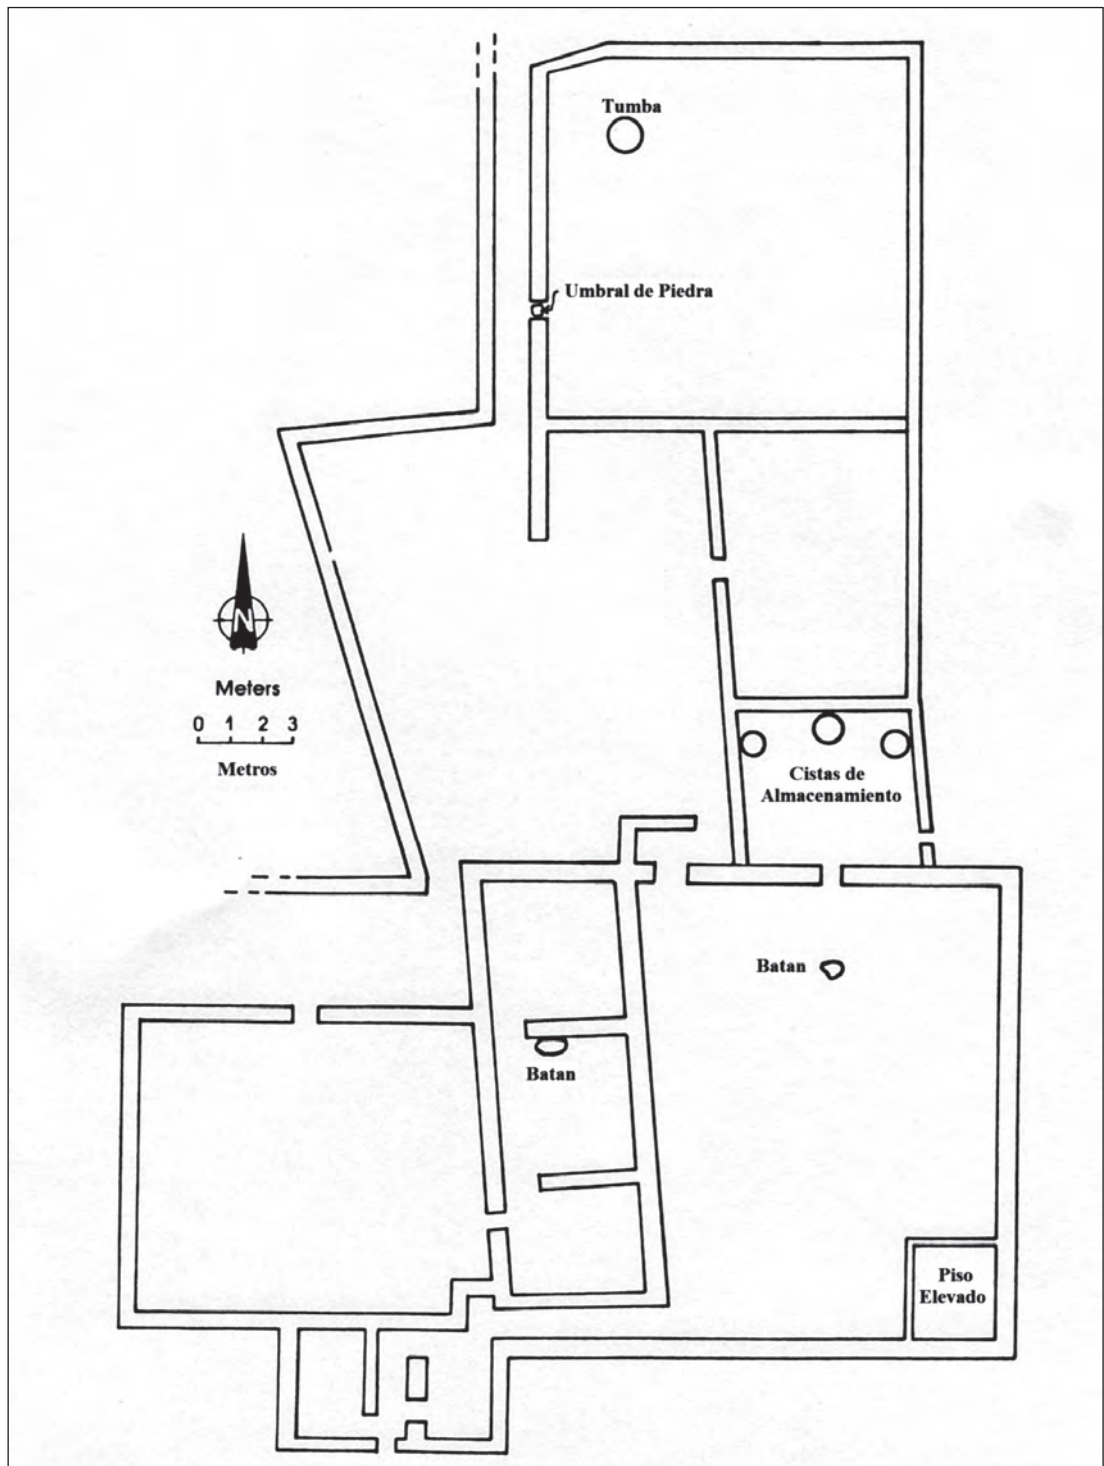 Tumba
Umbral de Piedra
N
Meters
0 1 2 3
Metros
Cistas de
Almacenamiento
Batan
Batan
Piso
Elevado